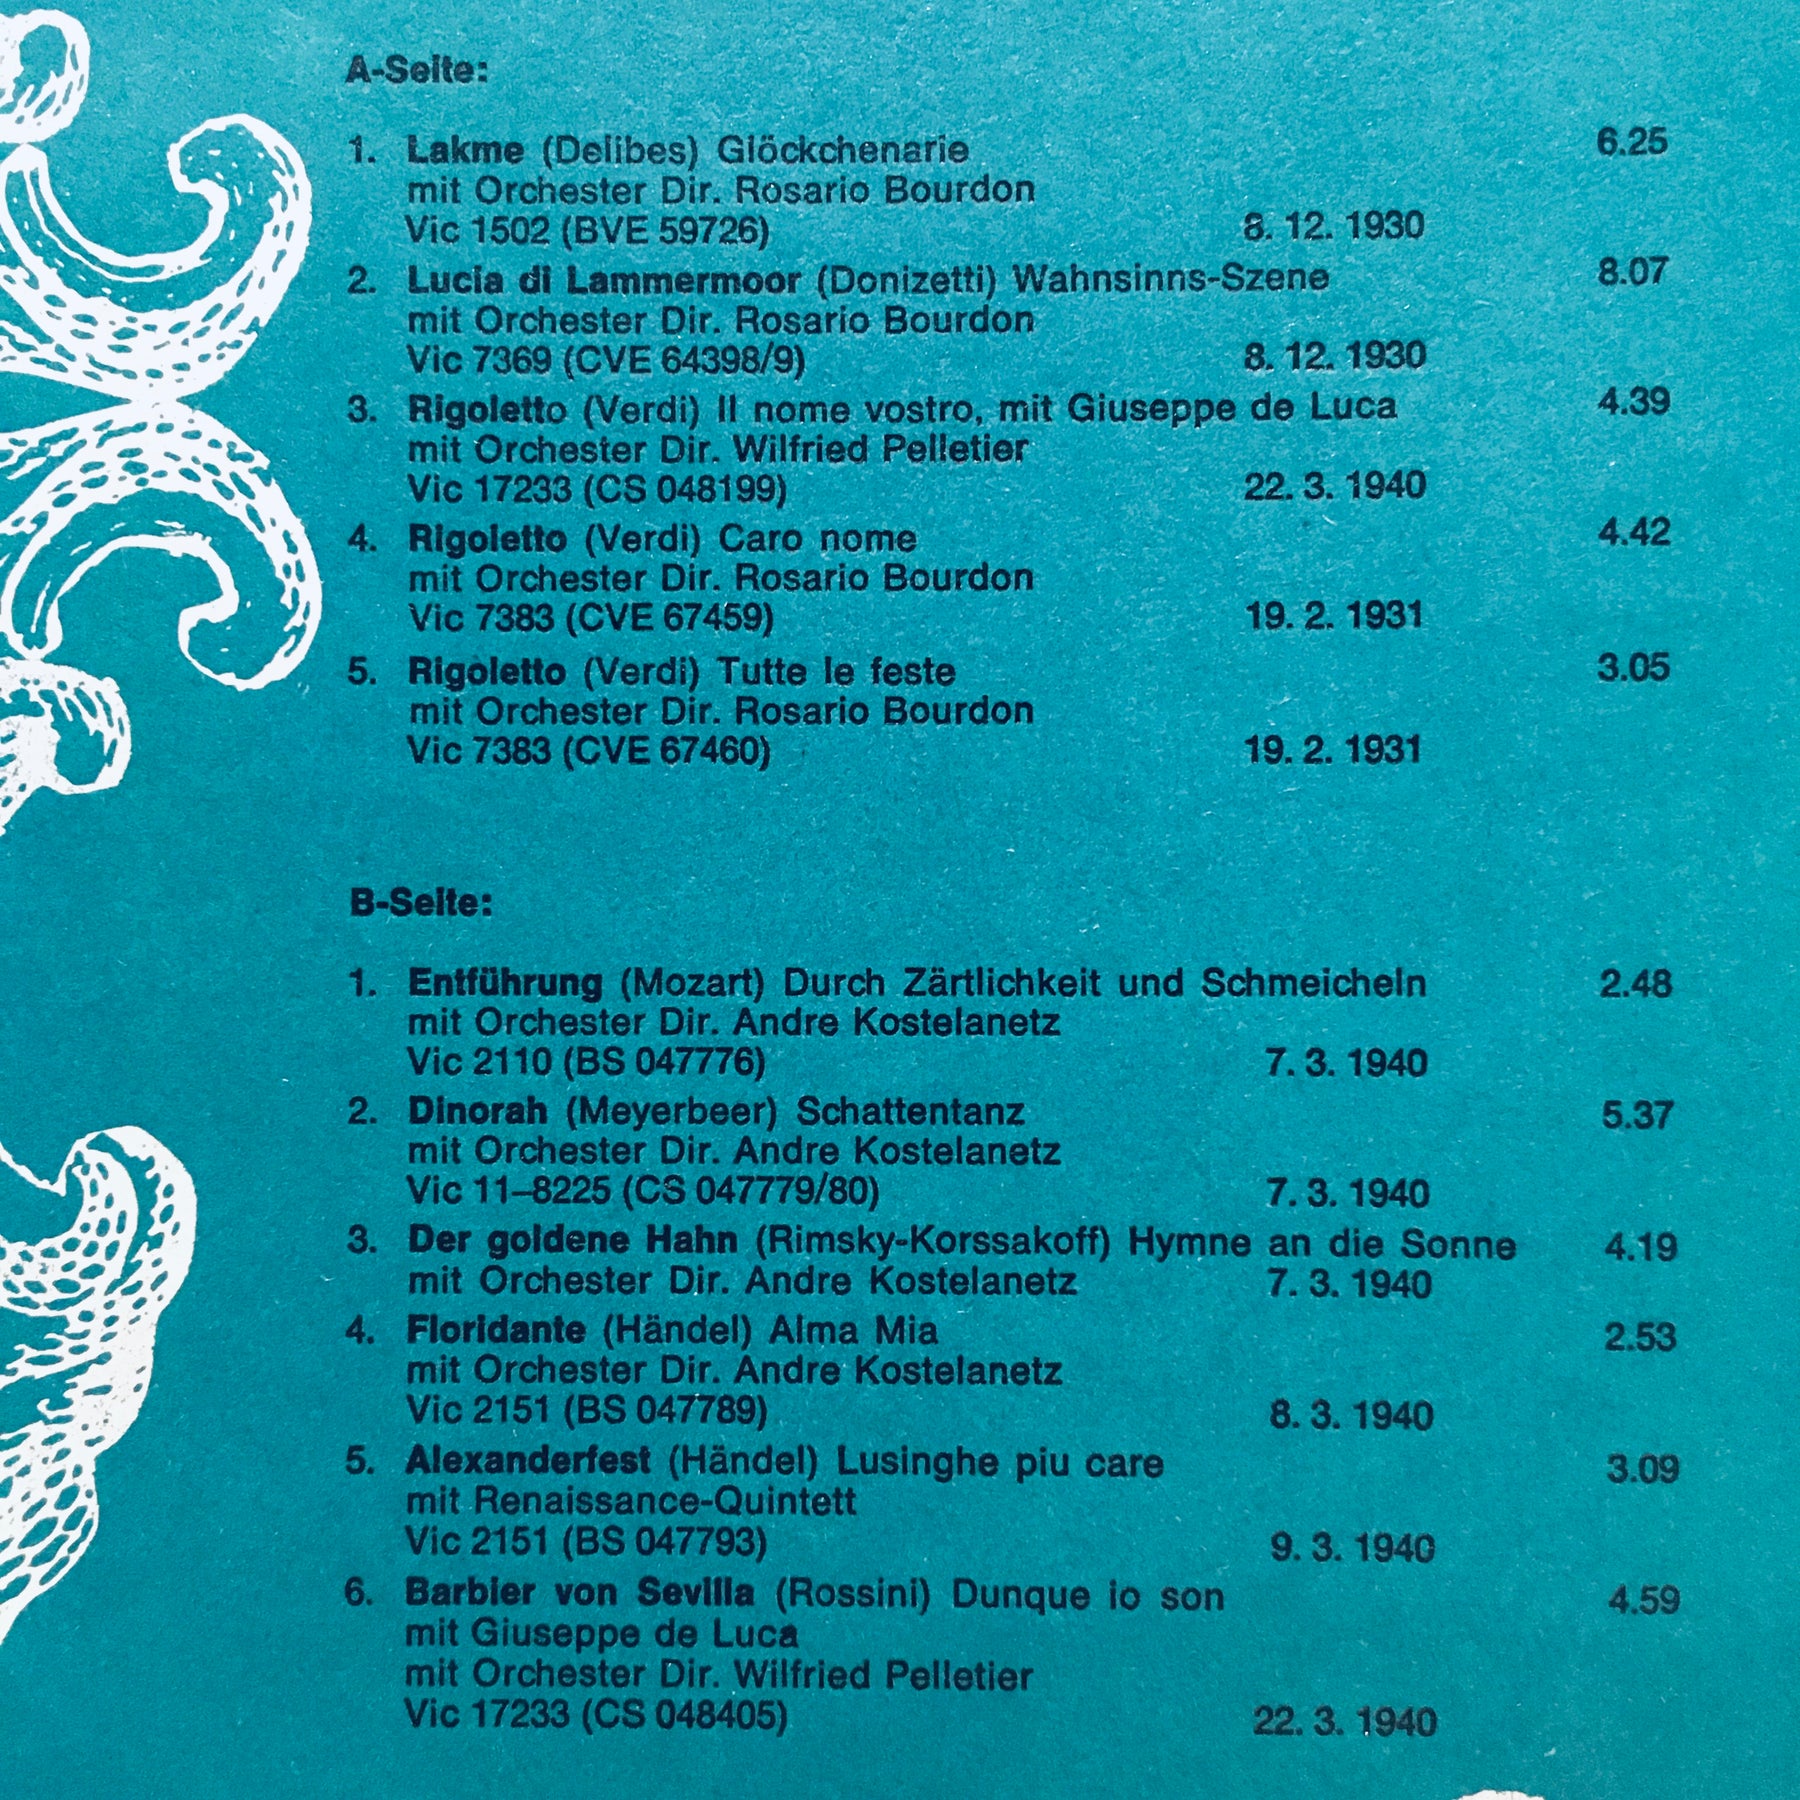 A-Seite:
1. Lakme (Delibes) Glöckchenarie 6.25
mit Orchester Dir. Rosario Bourdon
Vic 1502 (BVE 59726) 8. 12. 1930
2. Lucia di Lammermoor (Donizetti) Wahnsinns-Szene 8.07
mit Orchester Dir. Rosario Bourdon
Vic 7369 (CVE 64398/9) 8. 12. 1930
3. Rigoletto (Verdi) Il nome vostro, mit Giuseppe de Luca 4.39
mit Orchester Dir. Wilfried Pelletier
Vic 17233 (CS 048199) 22. 3. 1940
4. Rigoletto (Verdi) Caro nome 4.42
mit Orchester Dir. Rosario Bourdon
Vic 7383 (CVE 67459) 19. 2. 1931
5. Rigoletto (Verdi) Tutte le feste 3.05
mit Orchester Dir. Rosario Bourdon
Vic 7383 (CVE 67460) 19. 2. 1931
B-Seite:
1. Entführung (Mozart) Durch Zärtlichkeit und Schmeicheln 2.48
mit Orchester Dir. Andre Kostelanetz
Vic 2110 (BS 047776) 7. 3. 1940
2. Dinorah (Meyerbeer) Schattentanz 5.37
mit Orchester Dir. Andre Kostelanetz
Vic 11–8225 (CS 047779/80) 7. 3. 1940
3. Der goldene Hahn (Rimsky-Korssakoff) Hymne an die Sonne 4.19
mit Orchester Dir. Andre Kostelanetz 7. 3. 1940
4. Floridante (Händel) Alma Mia 2.53
mit Orchester Dir. Andre Kostelanetz
Vic 2151 (BS 047789) 8. 3. 1940
5. Alexanderfest (Händel) Lusinghe piu care 3.09
mit Renaissance-Quintett
Vic 2151 (BS 047793) 9. 3. 1940
6. Barbier von Sevilla (Rossini) Dunque io son 4.59
mit Giuseppe de Luca
mit Orchester Dir. Wilfried Pelletier
Vic 17233 (CS 048405) 22. 3. 1940